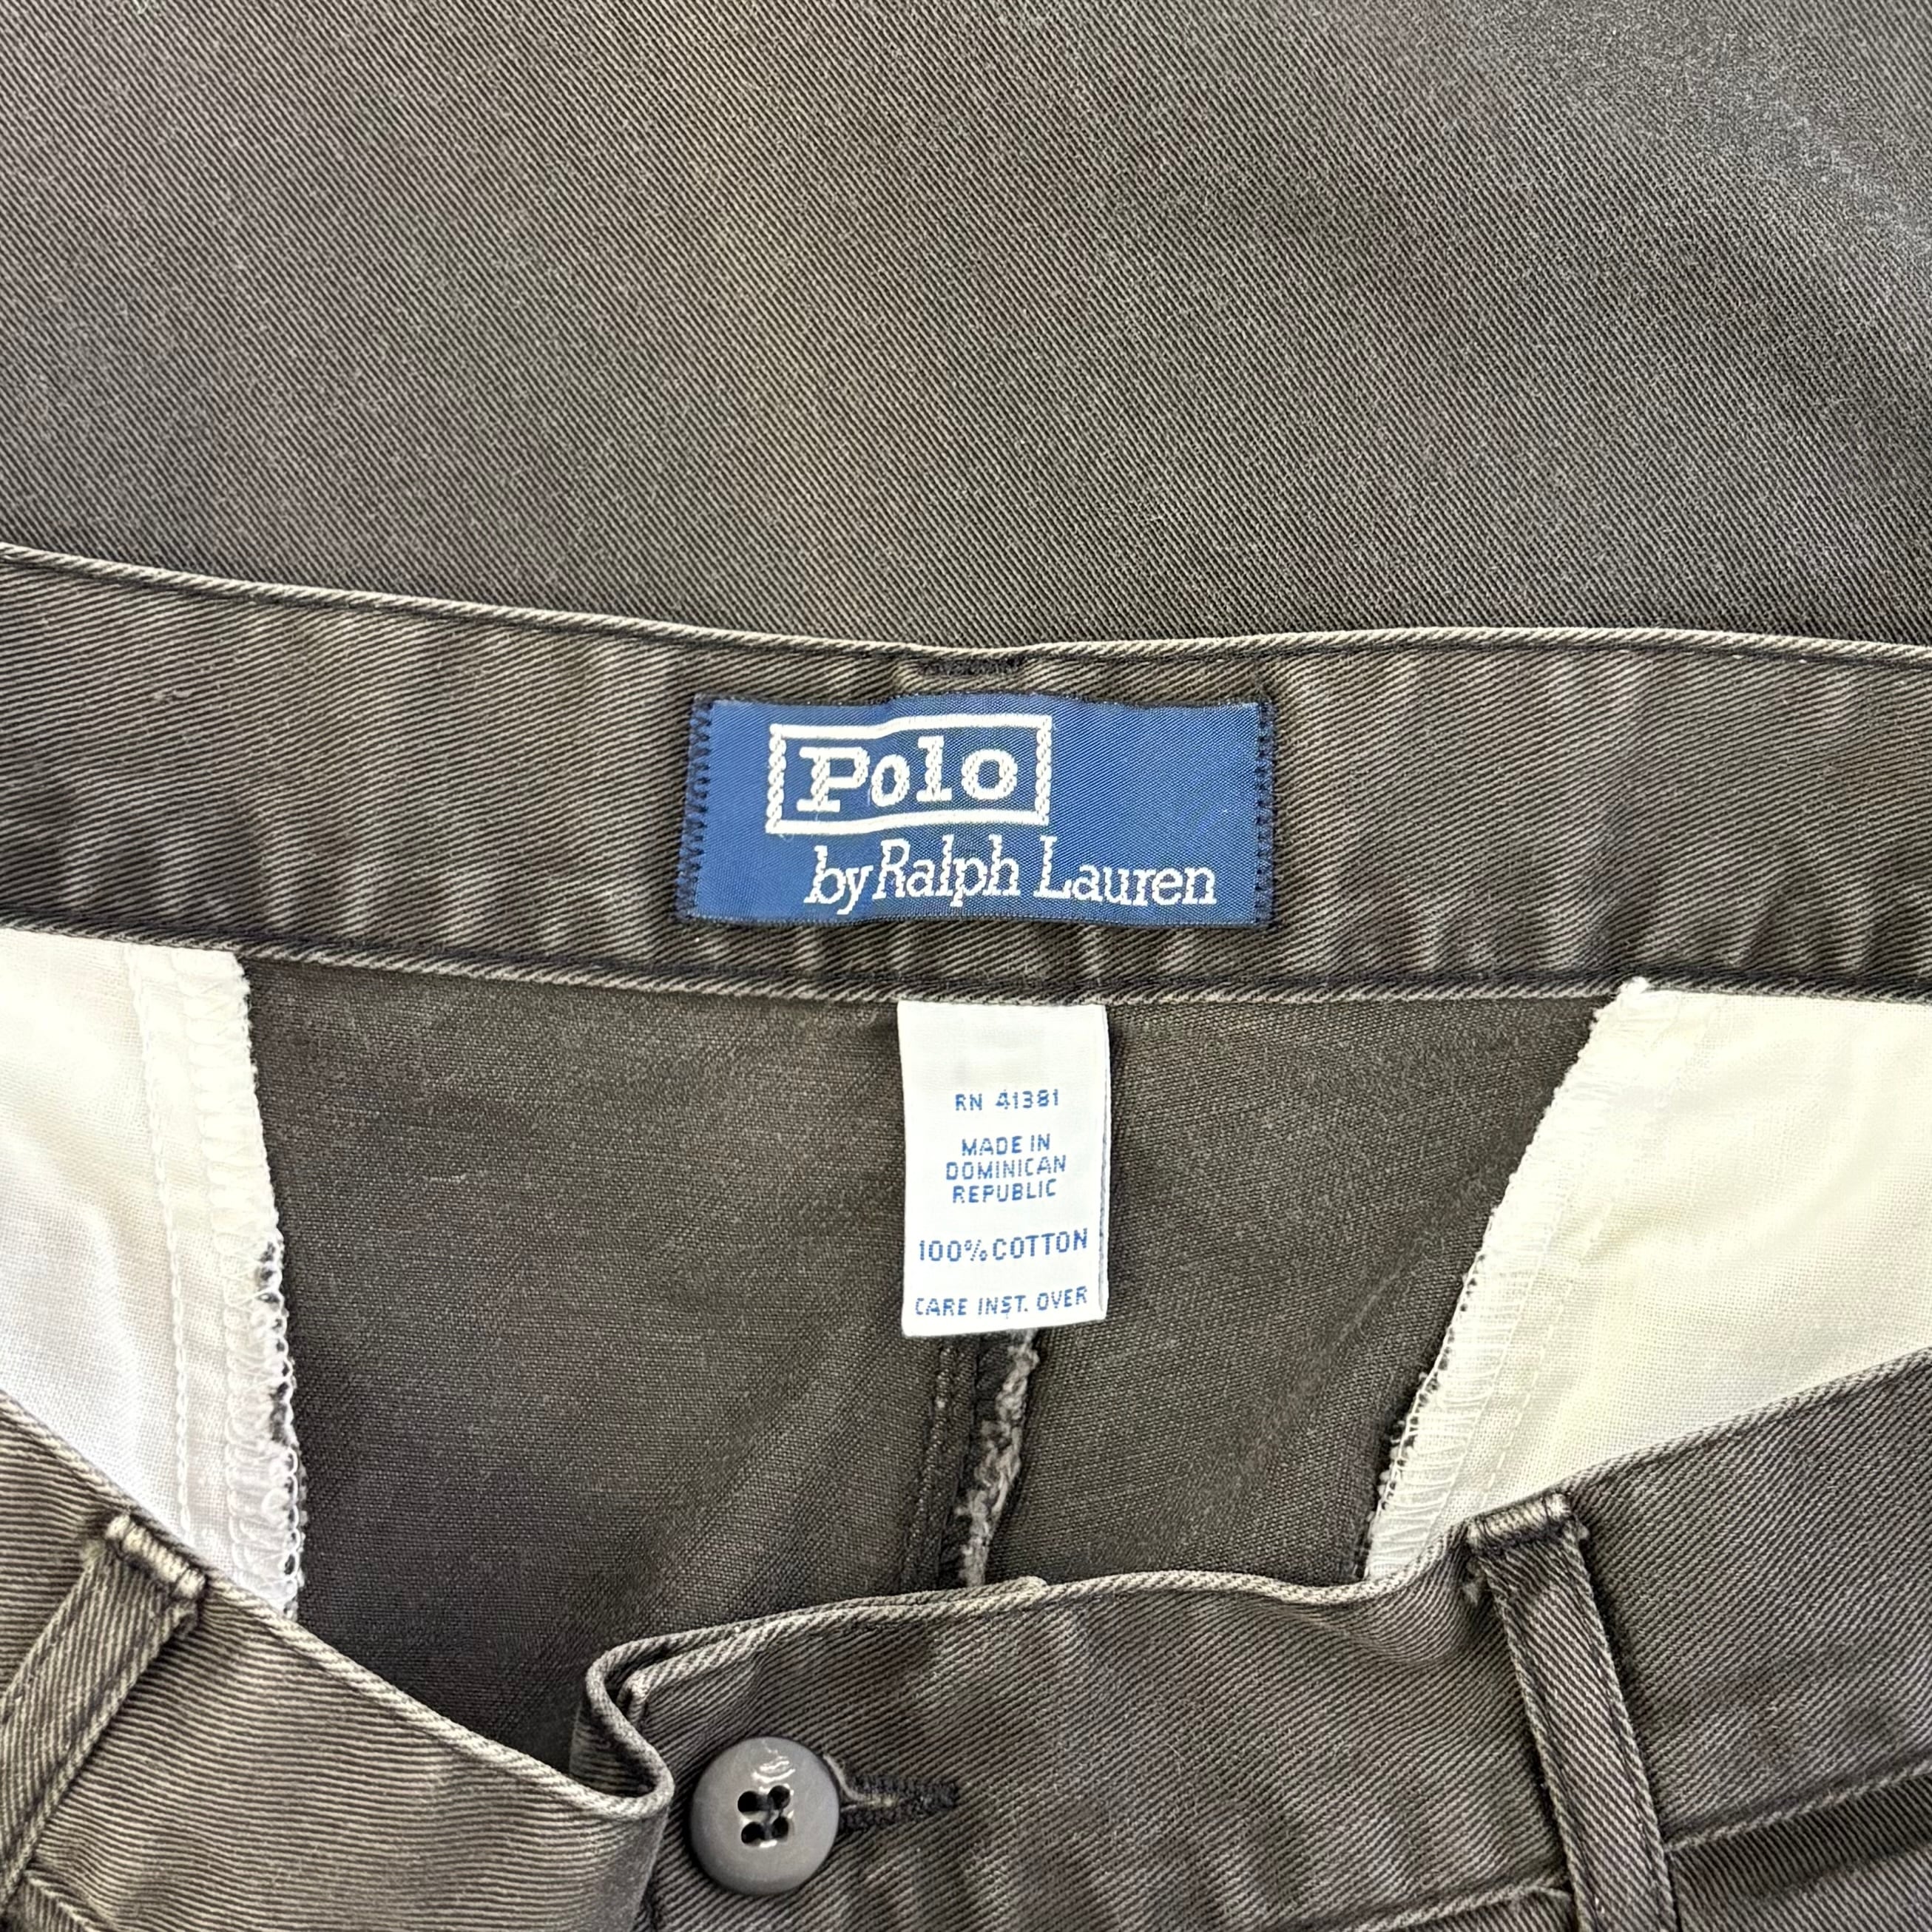 Polo
by Ralph Lauren
RN 41381
MADE IN
DOMINICAN
REPUBLIC
100% COTTON
CARE INST. OVER